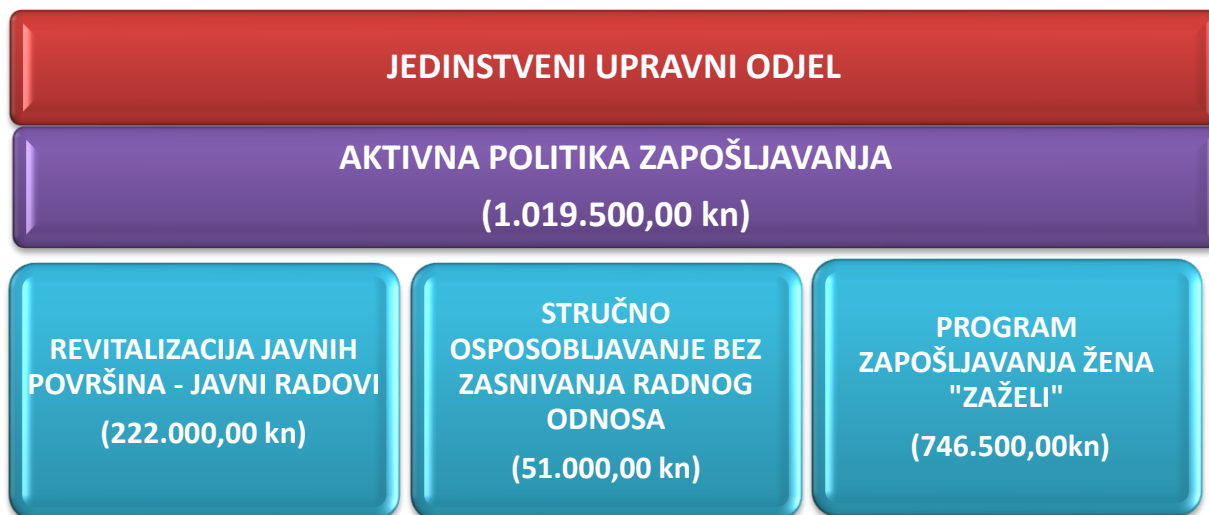 JEDINSTVENI UPRAVNI ODJEL
AKTIVNA POLITIKA ZAPOŠLJAVANJA
(1.019.500,00 kn)
REVITALIZACIJA JAVNIH
POVRŠINA - JAVNI RADOVI
(222.000,00 kn)
STRUČNO
OSPOSOBLJAVANJE BEZ
ZASNIVANJA RADNOG
ODNOSA
(51.000,00 kn)
PROGRAM
ZAPOŠLJAVANJA ŽENA
"ZAŽELI"
(746.500,00kn)